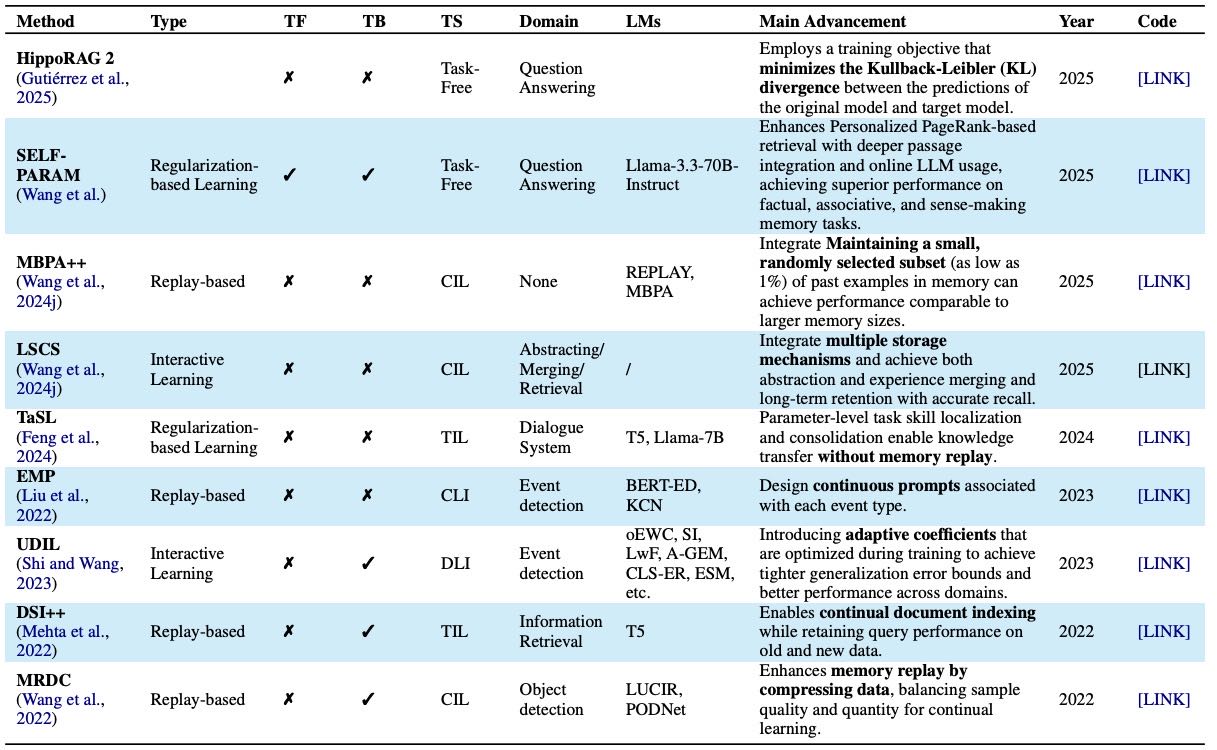 Method Type TF TB TS Domain LMs Main Advancement Year Code
HippoRAG 2
(Gutiérrez et al.,
2025)
✗ ✗
Task-
Free
Question
Answering
Employs a training objective that
minimizes the Kullback-Leibler (KL)
divergence between the predictions of
the original model and target model.
2025 [LINK]
SELF-
PARAM
(Wang et al.)
Regularization-
based Learning
✓ ✓
Task-
Free
Question
Answering
Llama-3.3-70B-
Instruct
Enhances Personalized PageRank-based
retrieval with deeper passage
integration and online LLM usage,
achieving superior performance on
factual, associative, and sense-making
memory tasks.
2025 [LINK]
MBPA++
(Wang et al.,
2024j)
Replay-based ✗ ✗ CIL None
REPLAY,
MBPA
Integrate Maintaining a small,
randomly selected subset (as low as
1%) of past examples in memory can
achieve performance comparable to
larger memory sizes.
2025 [LINK]
LSCS
(Wang et al.,
2024j)
Interactive
Learning
✗ ✗ CIL
Abstracting/
Merging/
Retrieval
/
Integrate multiple storage
mechanisms and achieve both
abstraction and experience merging and
long-term retention with accurate recall.
2025 [LINK]
TaSL
(Feng et al.,
2024)
Regularization-
based Learning
✗ ✗ TIL
Dialogue
System
T5, Llama-7B
Parameter-level task skill localization
and consolidation enable knowledge
transfer without memory replay.
2024 [LINK]
EMP
(Liu et al.,
2022)
Replay-based ✗ ✗ CLI
Event
detection
BERT-ED,
KCN
Design continuous prompts associated
with each event type.
2023 [LINK]
UDIL
(Shi and Wang,
2023)
Interactive
Learning
✗ ✓ DLI
Event
detection
oEWC, SI,
LwF, A-GEM,
CLS-ER, ESM,
etc.
Introducing adaptive coefficients that
are optimized during training to achieve
tighter generalization error bounds and
better performance across domains.
2023 [LINK]
DSI++
(Mehta et al.,
2022)
Replay-based ✗ ✓ TIL
Information
Retrieval
T5
Enables continual document indexing
while retaining query performance on
old and new data.
2022 [LINK]
MRDC
(Wang et al.,
2022)
Replay-based ✗ ✓ CIL
Object
detection
LUCIR,
PODNet
Enhances memory replay by
compressing data, balancing sample
quality and quantity for continual
learning.
2022 [LINK]